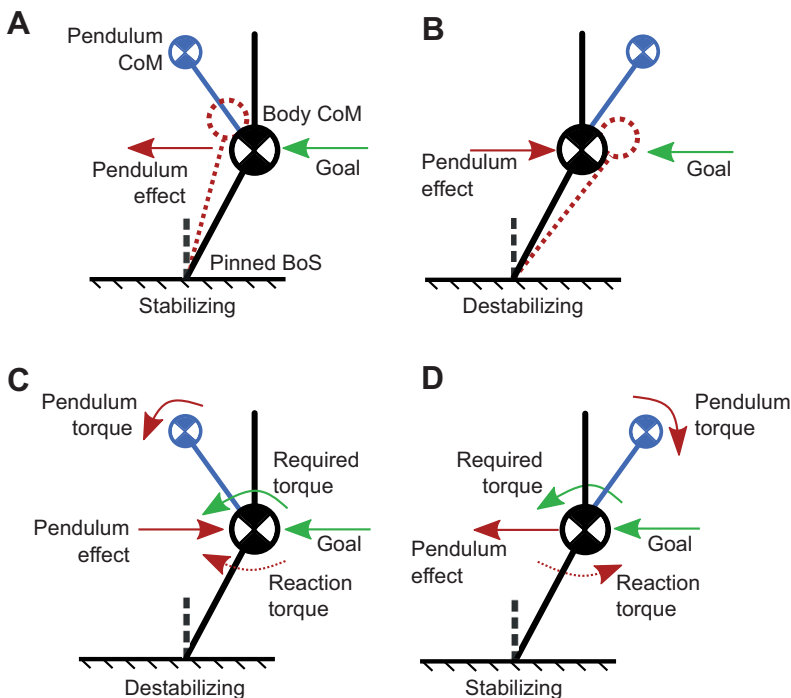 A
Pendulum
CoM
Body CoM
Pendulum
effect
Goal
Pinned BoS
Stabilizing
B
Pendulum
effect
Goal
Destabilizing
C
Pendulum
torque
Required
torque
Pendulum
effect
Goal
Reaction
torque
Destabilizing
D
Pendulum
torque
Required
torque
Pendulum
effect
Goal
Reaction
torque
Stabilizing